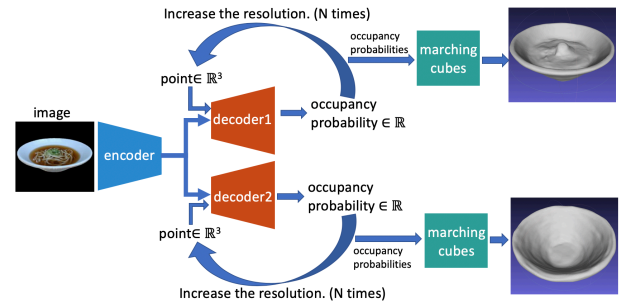 Increase the resolution. (N times)
occupancy
probabilities
marching
cubes
point∈ ℝ³
image
decoder1
occupancy
probability ∈ ℝ
encoder
decoder2
occupancy
probability ∈ ℝ
point∈ ℝ³
occupancy
probabilities
marching
cubes
Increase the resolution. (N times)